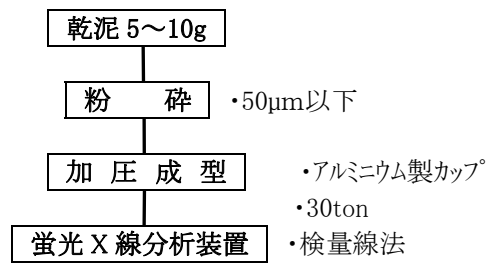 乾泥 5～10g
粉　　砕 ・50μm以下
加 圧 成 型 ・アルミニウム製カップ
・30ton
蛍光 X 線分析装置 ・検量線法